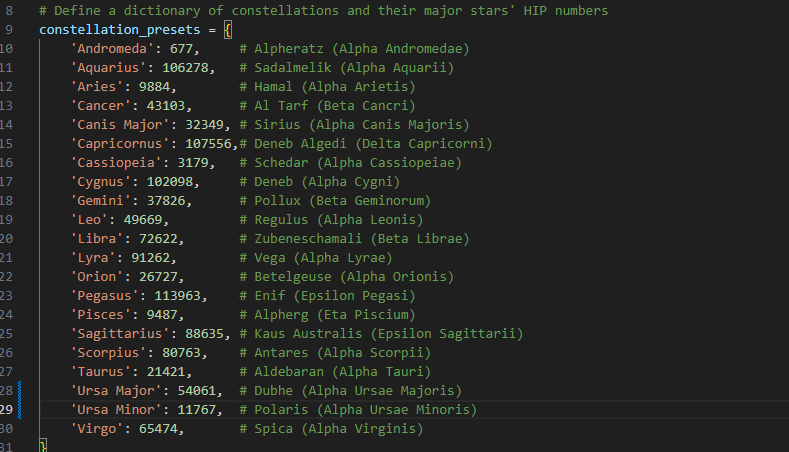 8 # Define a dictionary of constellations and their major stars' HIP numbers
9 constellation_presets = {
10 'Andromeda': 677, # Alpheratz (Alpha Andromedae)
11 'Aquarius': 106278, # Sadalmelik (Alpha Aquarii)
12 'Aries': 9884, # Hamal (Alpha Arietis)
13 'Cancer': 43103, # Al Tarf (Beta Cancri)
14 'Canis Major': 32349, # Sirius (Alpha Canis Majoris)
15 'Capricornus': 107556,# Deneb Algedi (Delta Capricorni)
16 'Cassiopeia': 3179, # Schedar (Alpha Cassiopeiae)
17 'Cygnus': 102098, # Deneb (Alpha Cygni)
18 'Gemini': 37826, # Pollux (Beta Geminorum)
19 'Leo': 49669, # Regulus (Alpha Leonis)
20 'Libra': 72622, # Zubeneschamali (Beta Librae)
21 'Lyra': 91262, # Vega (Alpha Lyrae)
22 'Orion': 26727, # Betelgeuse (Alpha Orionis)
23 'Pegasus': 113963, # Enif (Epsilon Pegasi)
24 'Pisces': 9487, # Alpherg (Eta Piscium)
25 'Sagittarius': 88635, # Kaus Australis (Epsilon Sagittarii)
26 'Scorpius': 80763, # Antares (Alpha Scorpii)
27 'Taurus': 21421, # Aldebaran (Alpha Tauri)
28 'Ursa Major': 54061, # Dubhe (Alpha Ursae Majoris)
29 'Ursa Minor': 11767, # Polaris (Alpha Ursae Minoris)
30 'Virgo': 65474, # Spica (Alpha Virginis)
31 }